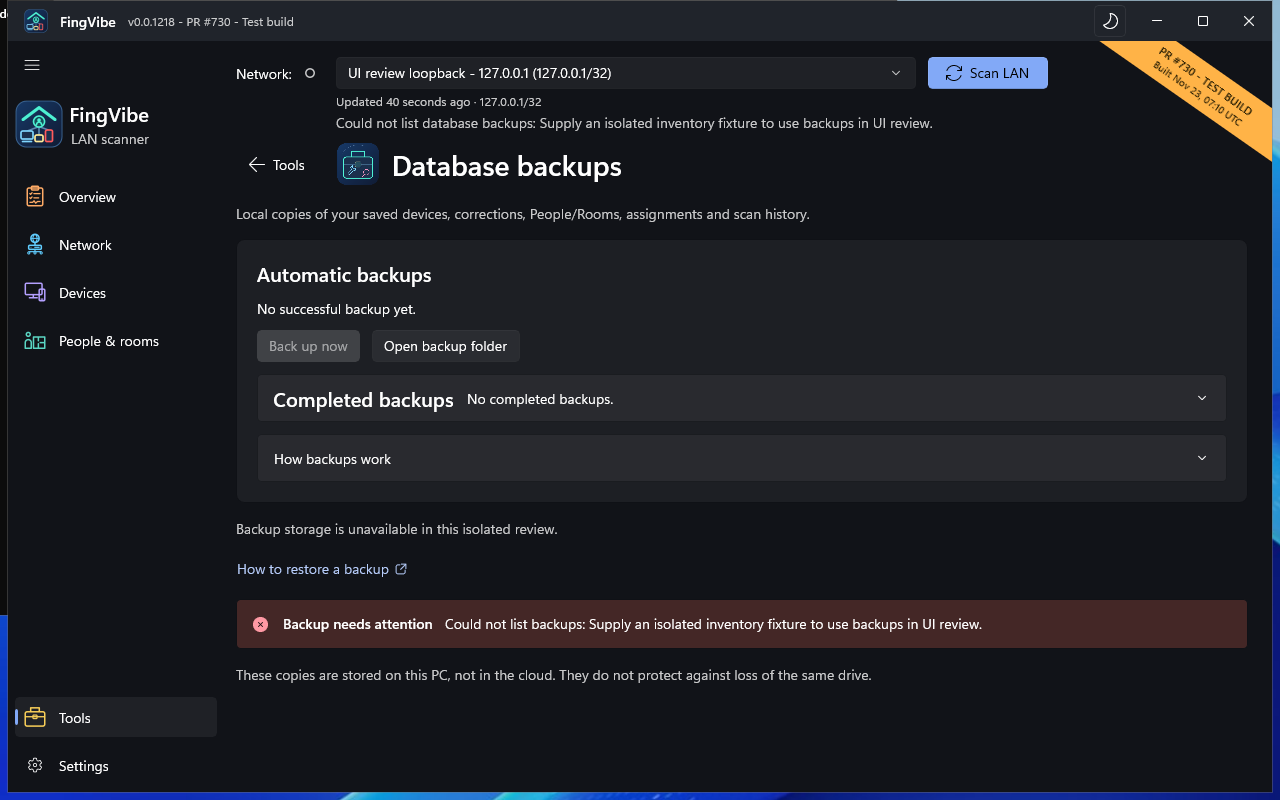 FingVibe v0.0.1218 - PR #730 - Test build
PR #730 - TEST BUILD
Built Nov 23, 07:10 UTC
Network:
UI review loopback - 127.0.0.1 (127.0.0.1/32)
Scan LAN
Updated 40 seconds ago · 127.0.0.1/32
Could not list database backups: Supply an isolated inventory fixture to use backups in UI review.
FingVibe
LAN scanner
Overview
Network
Devices
People & rooms
Tools
Settings
Tools
Database backups
Local copies of your saved devices, corrections, People/Rooms, assignments and scan history.
Automatic backups
No successful backup yet.
Back up now
Open backup folder
Completed backups No completed backups.
How backups work
Backup storage is unavailable in this isolated review.
How to restore a backup
Backup needs attention Could not list backups: Supply an isolated inventory fixture to use backups in UI review.
These copies are stored on this PC, not in the cloud. They do not protect against loss of the same drive.